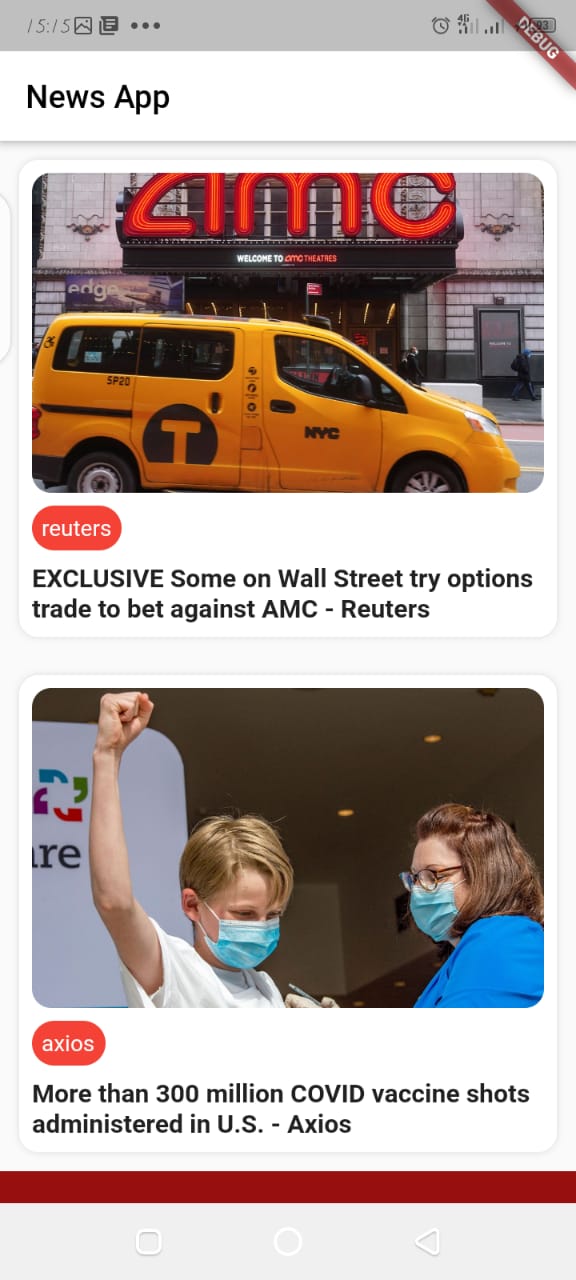 15:15
4G
93
DEBUG
News App
amc
WELCOME TO amc THEATRES
edge
5P20
T
NYC
reuters
EXCLUSIVE Some on Wall Street try options
trade to bet against AMC - Reuters
are
axios
More than 300 million COVID vaccine shots
administered in U.S. - Axios